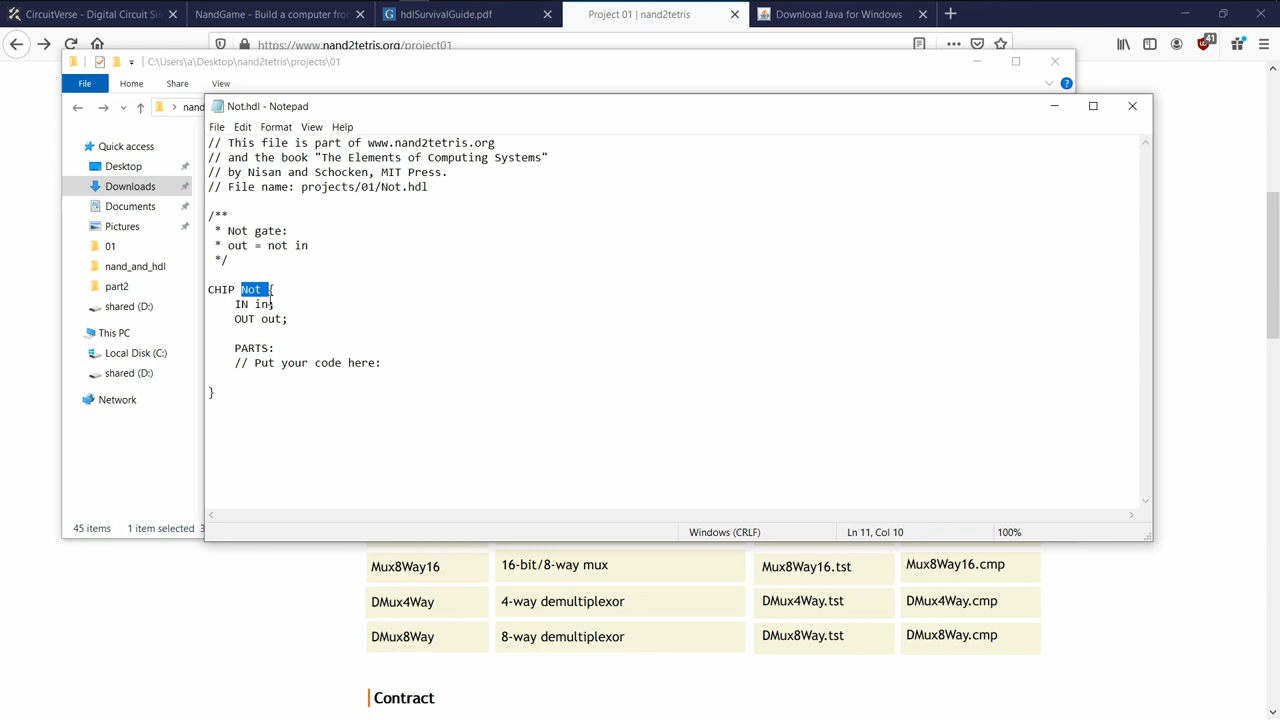 CircuitVerse - Digital Circuit Sim
NandGame - Build a computer from
hdlSurvivalGuide.pdf
Project 01 | nand2tetris
Download Java for Windows
https://www.nand2tetris.org/project01
41
C:\Users\a\Desktop\nand2tetris\projects\01
File Home Share View
nand
Not.hdl - Notepad
File Edit Format View Help
Quick access
Desktop
Downloads
Documents
Pictures
01
nand_and_hdl
part2
shared (D:)
This PC
Local Disk (C:)
shared (D:)
Network
// This file is part of www.nand2tetris.org
// and the book "The Elements of Computing Systems"
// by Nisan and Schocken, MIT Press.
// File name: projects/01/Not.hdl
/**
* Not gate:
* out = not in
*/
CHIP Not {
IN in;
OUT out;
PARTS:
// Put your code here:
}
45 items 1 item selected 3
Windows (CRLF) Ln 11, Col 10 100%
Mux8Way16 16-bit/8-way mux Mux8Way16.tst Mux8Way16.cmp
DMux4Way 4-way demultiplexor DMux4Way.tst DMux4Way.cmp
DMux8Way 8-way demultiplexor DMux8Way.tst DMux8Way.cmp
Contract